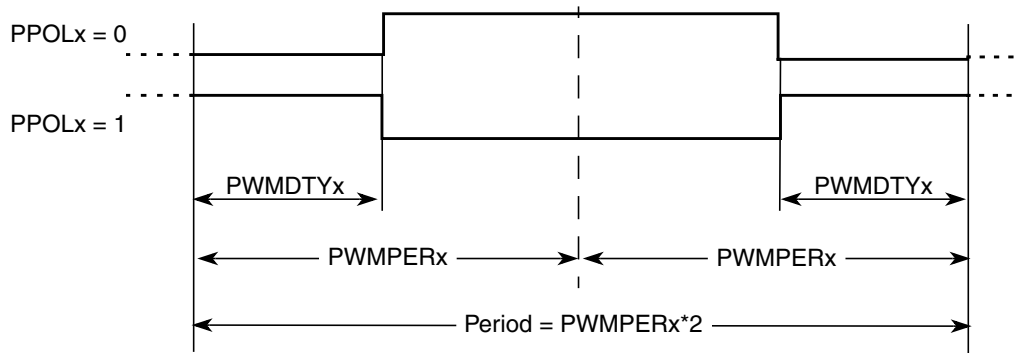 PPOLx = 0
PPOLx = 1
PWMDTYx
PWMDTYx
PWMPERx
PWMPERx
Period = PWMPERx*2